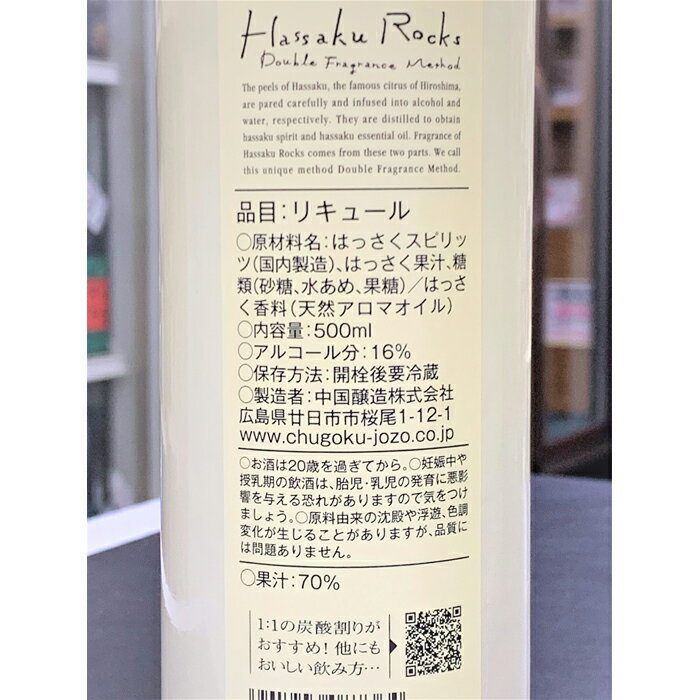 Hassaku Rocks
Double Fragrance Method
The peels of Hassaku, the famous citrus of Hiroshima,
are pared carefully and infused into alcohol and
water, respectively. They are distilled to obtain
hassaku spirit and hassaku essential oil. Fragrance of
Hassaku Rocks comes from these two parts. We call
this unique method Double Fragrance Method.
品目：リキュール
○原材料名：はっさくスピリッ
ツ（国内製造）、はっさく果汁、糖
類（砂糖、水あめ、果糖）／はっさ
く香料（天然アロマオイル）
○内容量：500ml
○アルコール分：16％
○保存方法：開栓後要冷蔵
○製造者：中国醸造株式会社
広島県廿日市市桜尾1-12-1
www.chugoku-jozo.co.jp
○お酒は20歳を過ぎてから。○妊娠中や
授乳期の飲酒は、胎児・乳児の発育に悪影
響を与える恐れがありますので気をつけ
ましょう。○原料由来の沈殿や浮遊、色調
変化が生じることがありますが、品質に
は問題ありません。
○果汁：70％
1:1の炭酸割りが
おすすめ！他にも
おいしい飲み方…